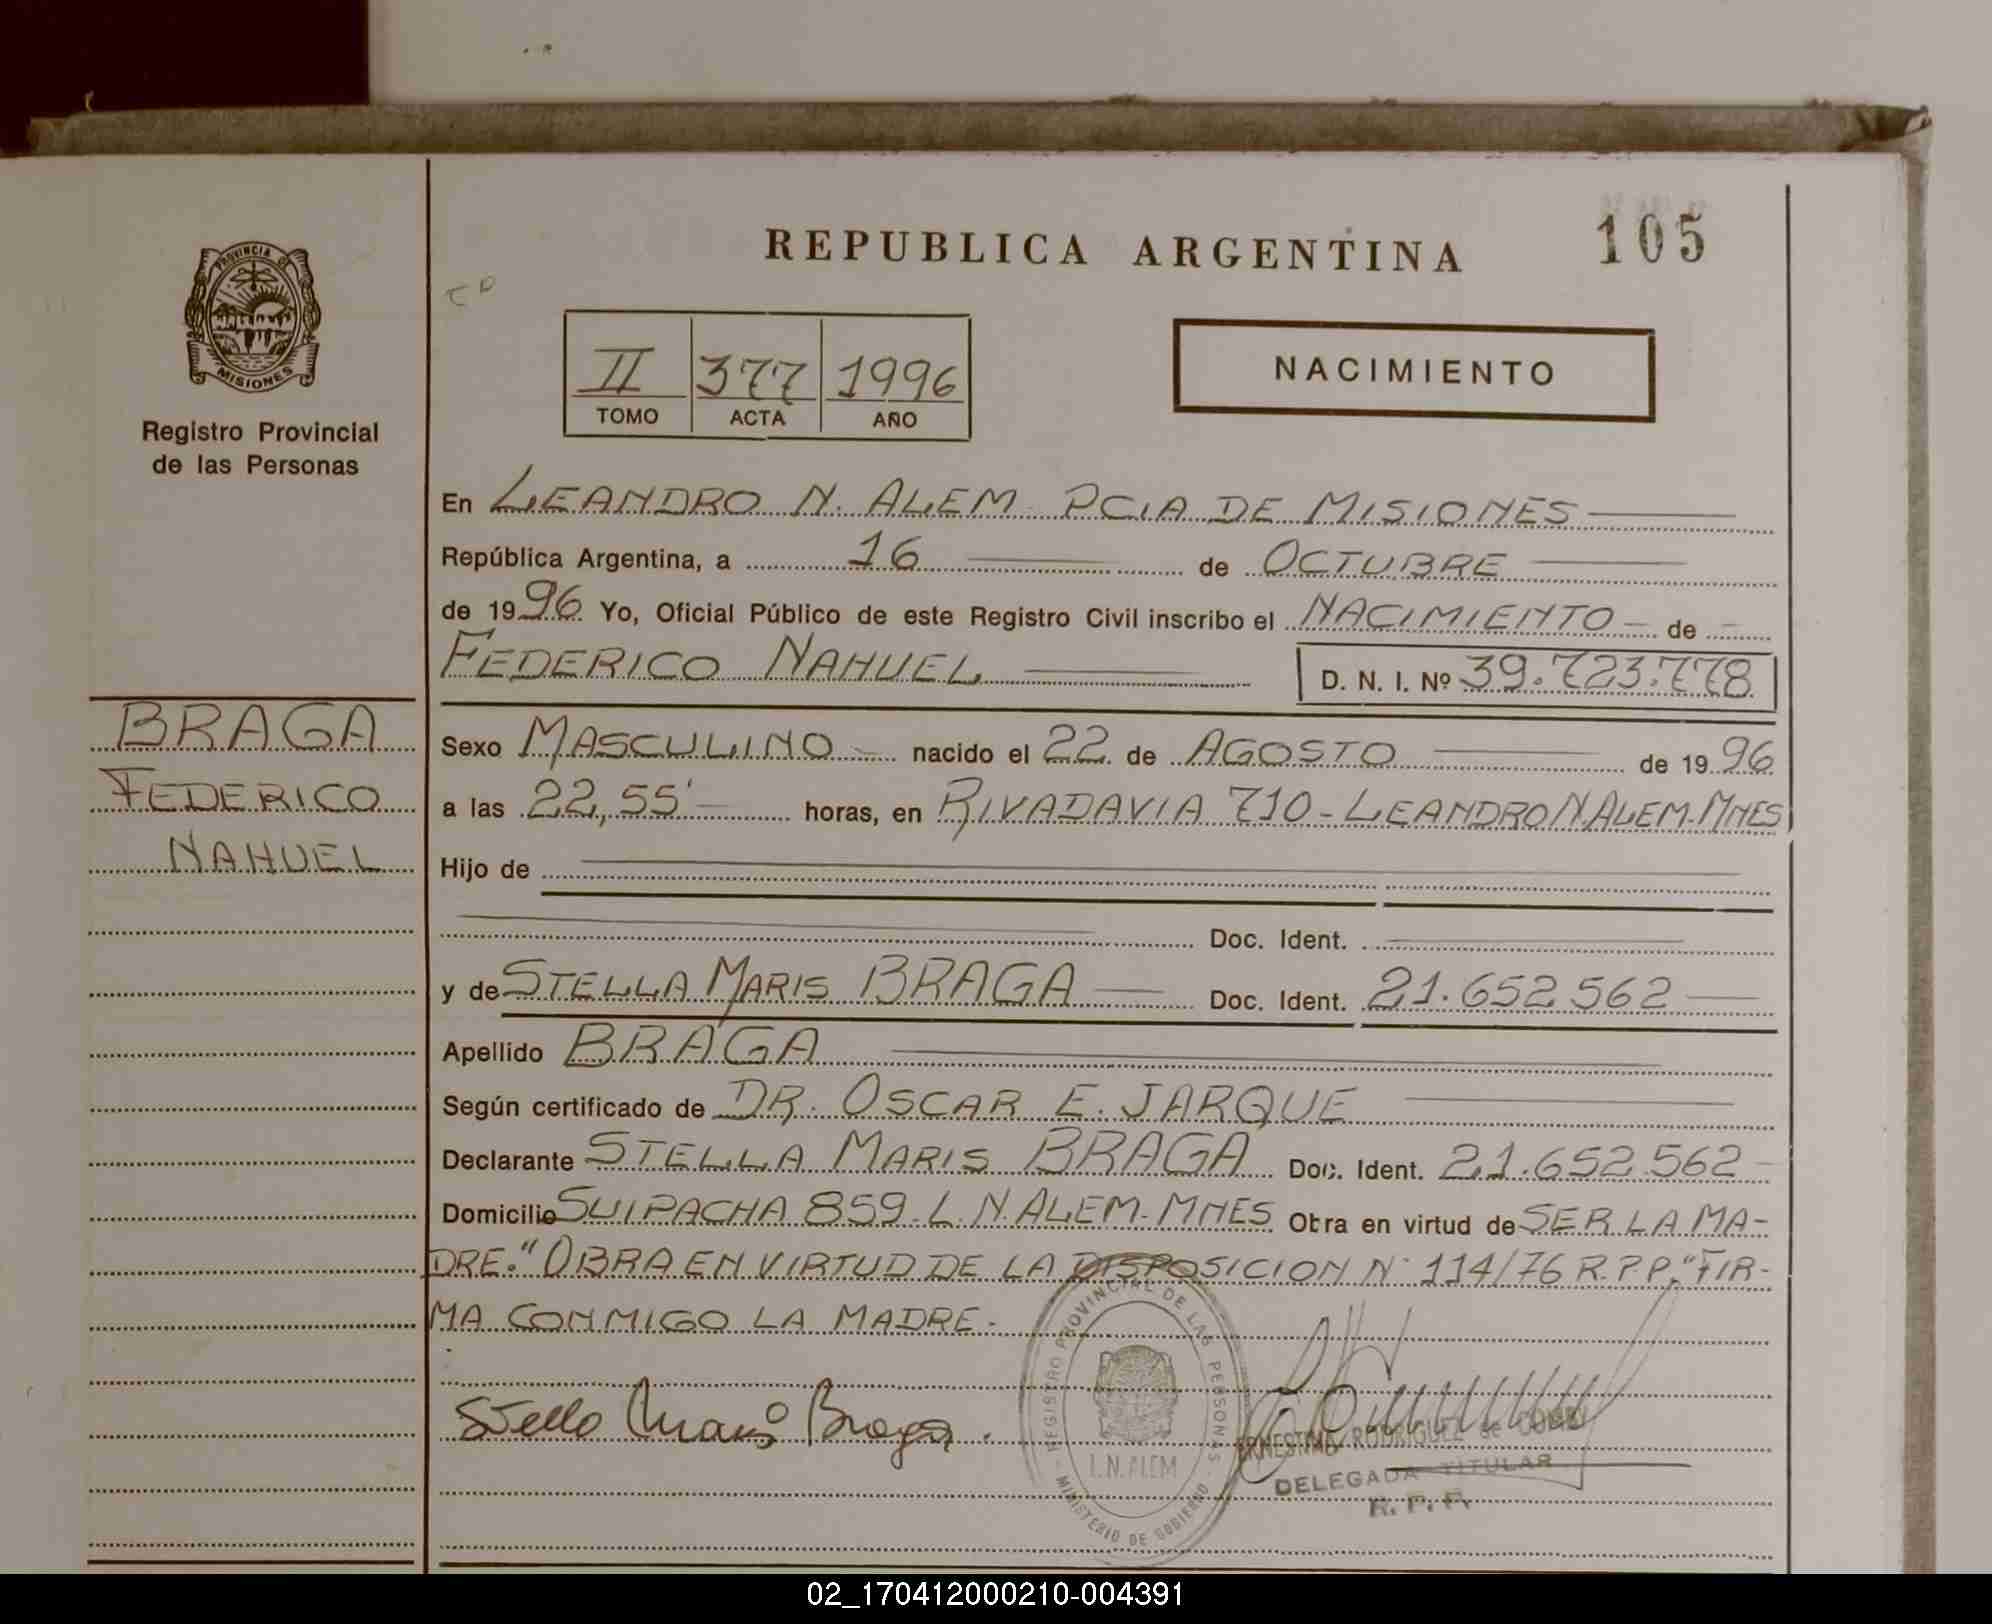 REPUBLICA ARGENTINA
105
PROVINCIA DE
MISIONES
Registro Provincial
de las Personas
II 377 1996
TOMO ACTA AÑO
NACIMIENTO
En LEANDRO N. ALEM - PCIA DE MISIONES
República Argentina, a 16 de OCTUBRE
de 1996 Yo, Oficial Público de este Registro Civil inscribo el NACIMIENTO - de
FEDERICO NAHUEL D. N. I. Nº 39.723.778
BRAGA
FEDERICO
NAHUEL
Sexo MASCULINO nacido el 22 de AGOSTO de 1996
a las 22,55' horas, en RIVADAVIA 710 - LEANDRO N. ALEM - MNES
Hijo de
Doc. Ident.
y de STELLA MARIS BRAGA Doc. Ident. 21.652.562
Apellido BRAGA
Según certificado de DR. OSCAR E. JARQUE
Declarante STELLA MARIS BRAGA Doc. Ident. 21.652.562
Domicilio SUIPACHA 859 - L. N. ALEM - MNES Obra en virtud de SER LA MA-
DRE. "OBRA EN VIRTUD DE LA DISPOSICION Nº 114/76 R.P.P." FIR-
MA CONMIGO LA MADRE.-
Stella Maris Braga.
REGISTRO PROVINCIAL DE LAS PERSONAS
L.N.ALEM
MINISTERIO DE GOBIERNO
RODRIGUEZ de
DELEGADA TITULAR
R. P. P.
02_170412000210-004391